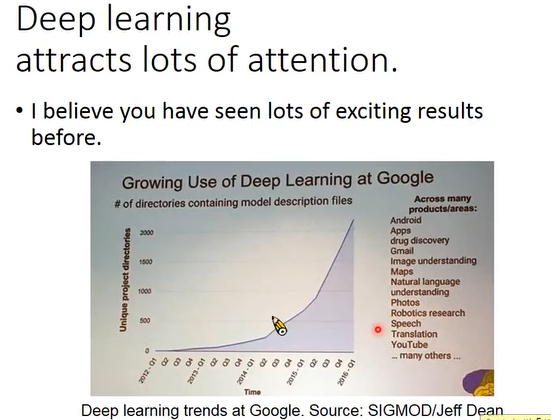 Deep learning
attracts lots of attention.
• I believe you have seen lots of exciting results
before.
Growing Use of Deep Learning at Google
# of directories containing model description files
Across many
products/areas:
Android
Apps
drug discovery
Gmail
Image understanding
Maps
Natural language
understanding
Photos
Robotics research
Speech
Translation
YouTube
... many others ...
Unique project directories
2000
1500
1000
500
0
2012 - Q1
Q2
Q3
Q4
2013 - Q1
Q2
Q3
Q4
2014 - Q1
Q2
Q3
Q4
2015 - Q1
Q2
Q3
Q4
2016 - Q1
Time
Deep learning trends at Google. Source: SIGMOD/Jeff Dean